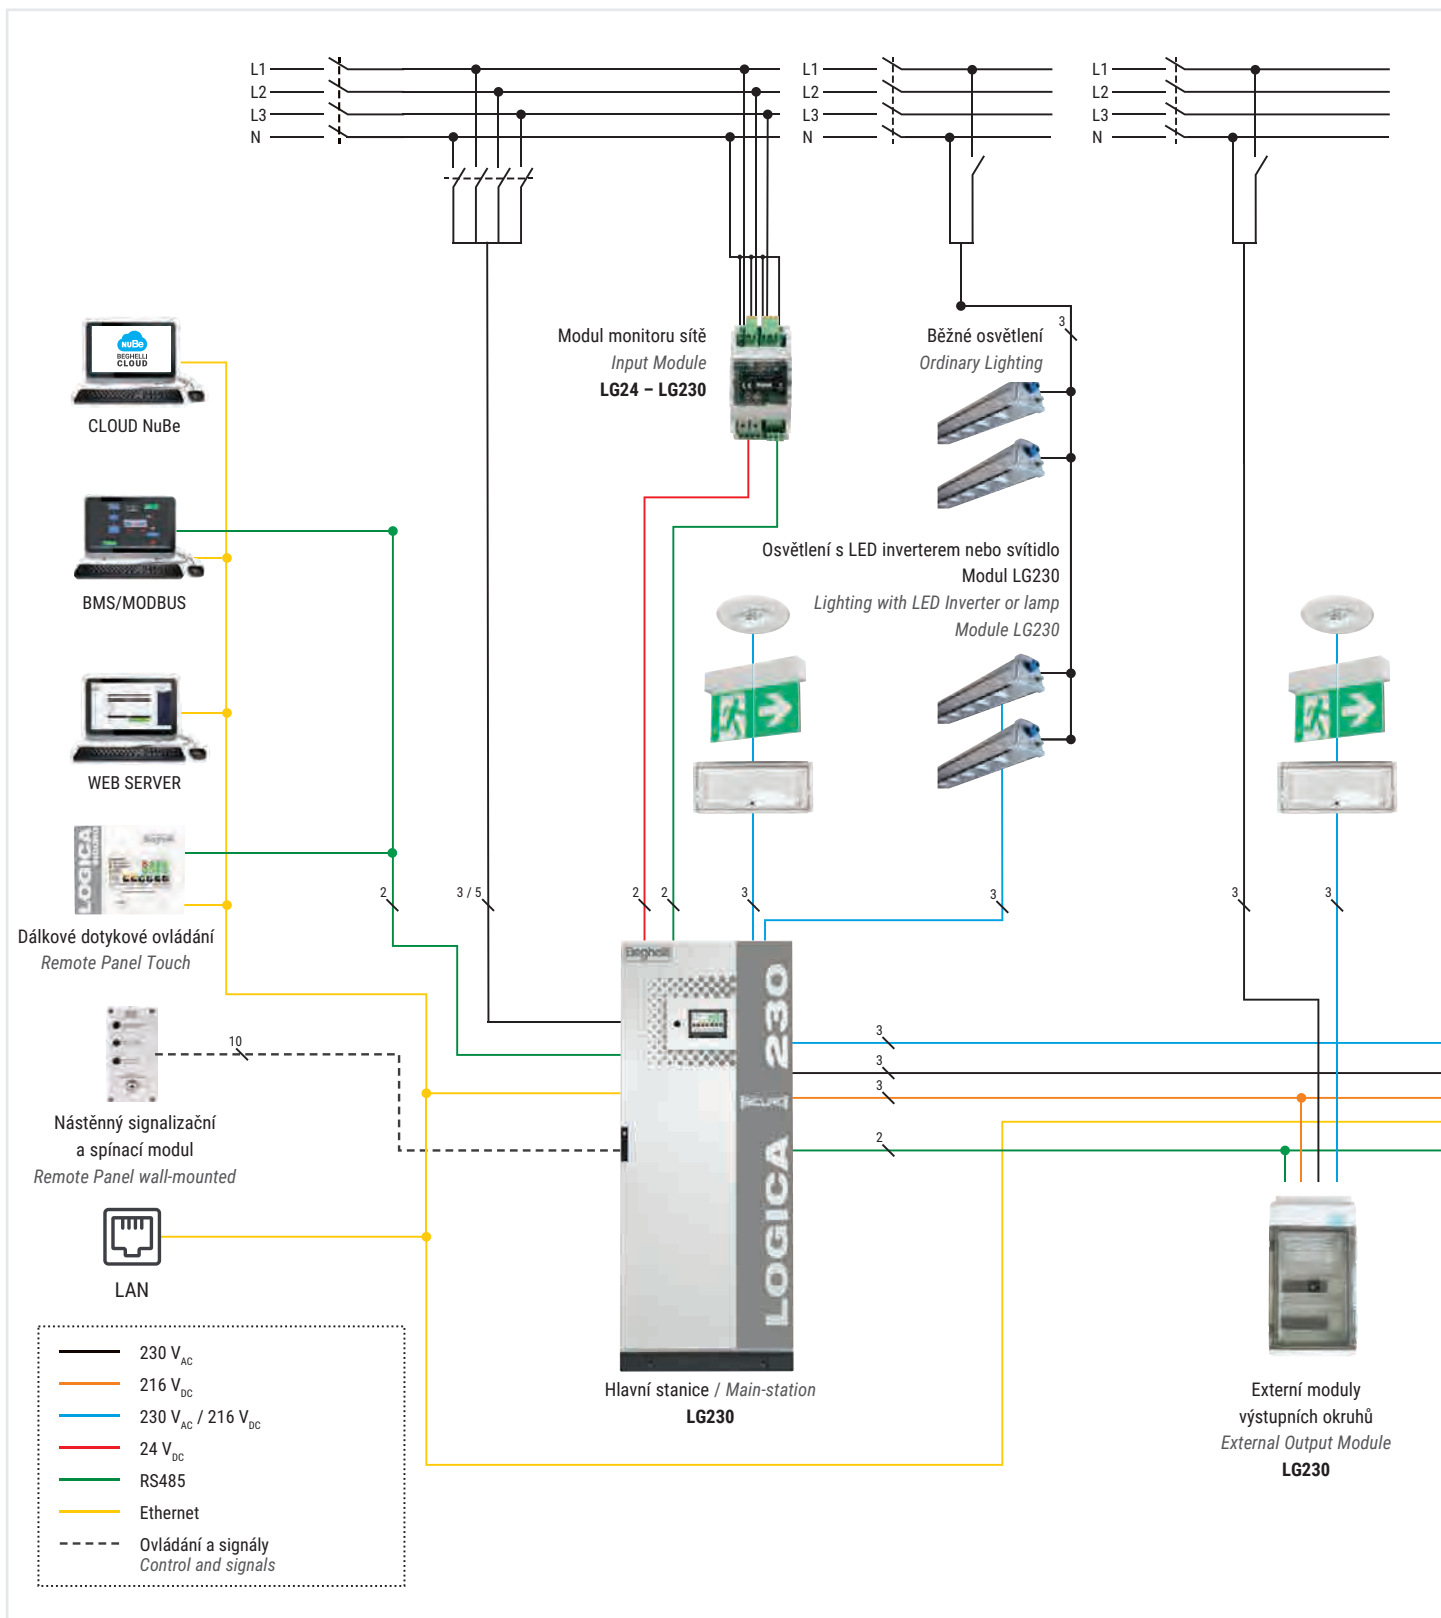 L1
L2
L3
N
L1
L2
L3
N
L1
L2
L3
N
NuBe
BEGHELLI
CLOUD
CLOUD NuBe
Modul monitoru sítě
Input Module
LG24 – LG230
Běžné osvětlení
Ordinary Lighting
3
BMS/MODBUS
Osvětlení s LED inverterem nebo svítidlo
Modul LG230
Lighting with LED Inverter or lamp
Module LG230
WEB SERVER
LOGICA
Beghelli
2
3 / 5
2
2
3
3
3
3
Dálkové dotykové ovládání
Remote Panel Touch
Beghelli
LOGICA 230
10
3
3
3
2
Nástěnný signalizační
a spínací modul
Remote Panel wall-mounted
LAN
Hlavní stanice / Main-station
LG230
Externí moduly
výstupních okruhů
External Output Module
LG230
230 VAC
216 VDC
230 VAC / 216 VDC
24 VDC
RS485
Ethernet
Ovládání a signály
Control and signals